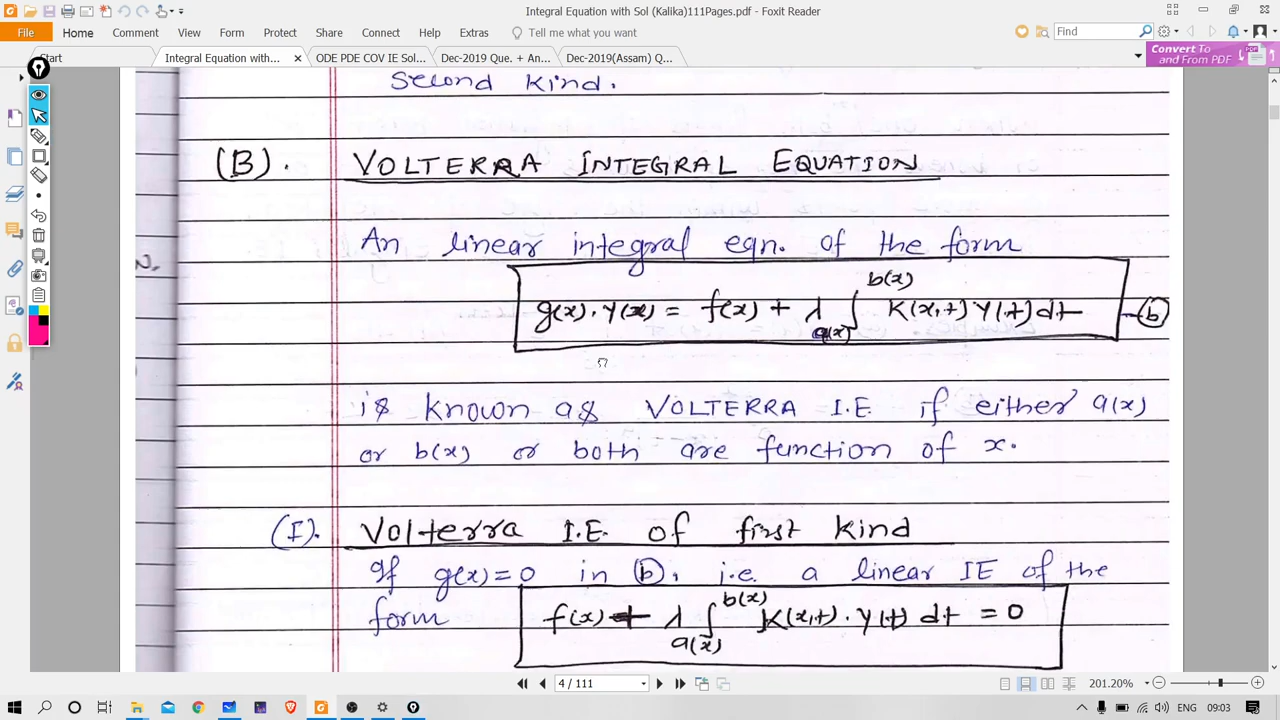 Integral Equation with Sol (Kalika)111Pages.pdf - Foxit Reader
File Home Comment View Form Protect Share Connect Help Extras Tell me what you want Find
Start Integral Equation with... ODE PDE COV IE Sol... Dec-2019 Que. + An... Dec-2019(Assam) Q... Convert To and From PDF
Second kind.
(B). VOLTERRA INTEGRAL EQUATION
An linear integral eqn. of the form
g(x).y(x) = f(x) + λ ∫_{a(x)}^{b(x)} K(x,t) y(t) dt —(b)
is known as VOLTERRA I.E. if either a(x)
or b(x) or both are function of x.
(I). Volterra I.E. of first kind
If g(x)=0 in (b), i.e. a linear IE of the
form f(x) + λ ∫_{a(x)}^{b(x)} K(x,t).y(t) dt = 0
4 / 111 201.20%
ENG 09:03